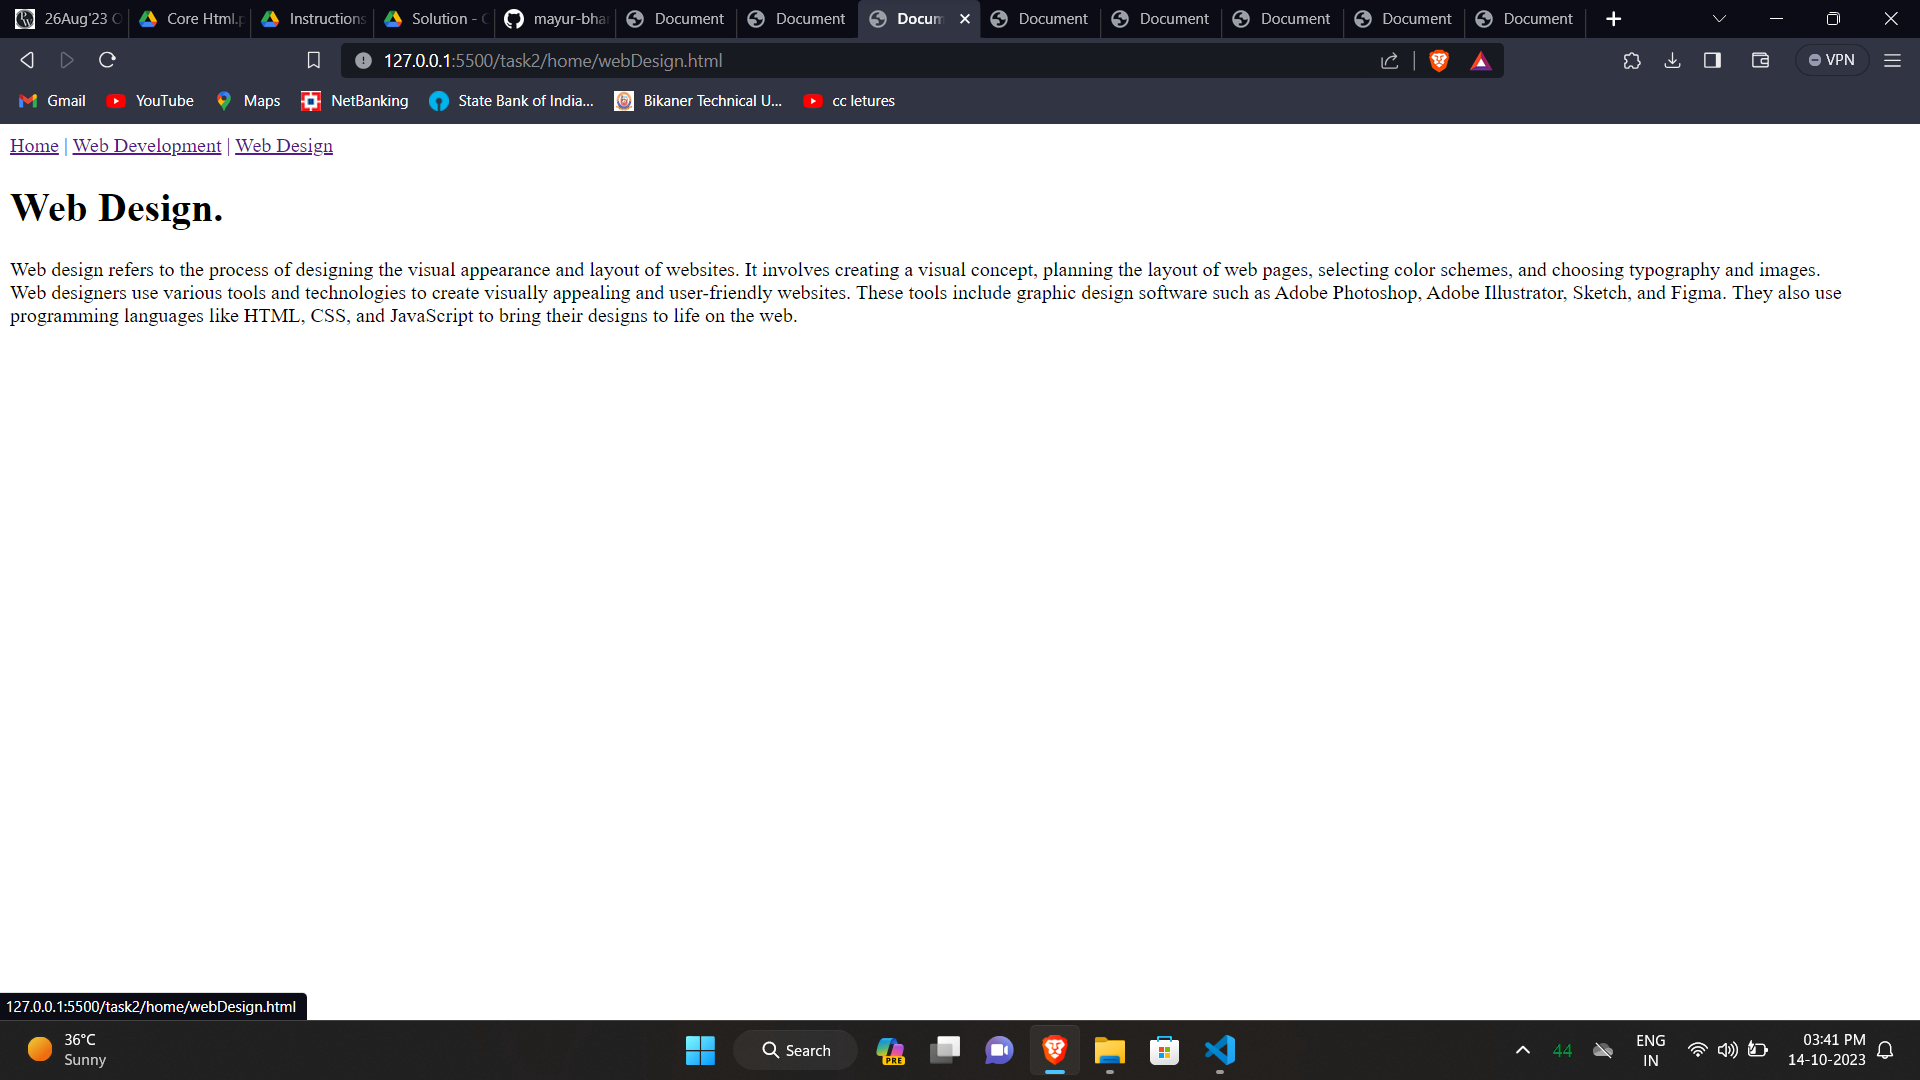 26Aug'23 Core Html.p Instructions Solution - mayur-bhar Document Document Docum Document Document Document Document Document
127.0.0.1:5500/task2/home/webDesign.html VPN
Gmail YouTube Maps NetBanking State Bank of India... Bikaner Technical U... cc letures
Home | Web Development | Web Design
Web Design.
Web design refers to the process of designing the visual appearance and layout of websites. It involves creating a visual concept, planning the layout of web pages, selecting color schemes, and choosing typography and images.
Web designers use various tools and technologies to create visually appealing and user-friendly websites. These tools include graphic design software such as Adobe Photoshop, Adobe Illustrator, Sketch, and Figma. They also use
programming languages like HTML, CSS, and JavaScript to bring their designs to life on the web.
127.0.0.1:5500/task2/home/webDesign.html
36°C
Sunny
Search
PRE
44
ENG
IN
03:41 PM
14-10-2023